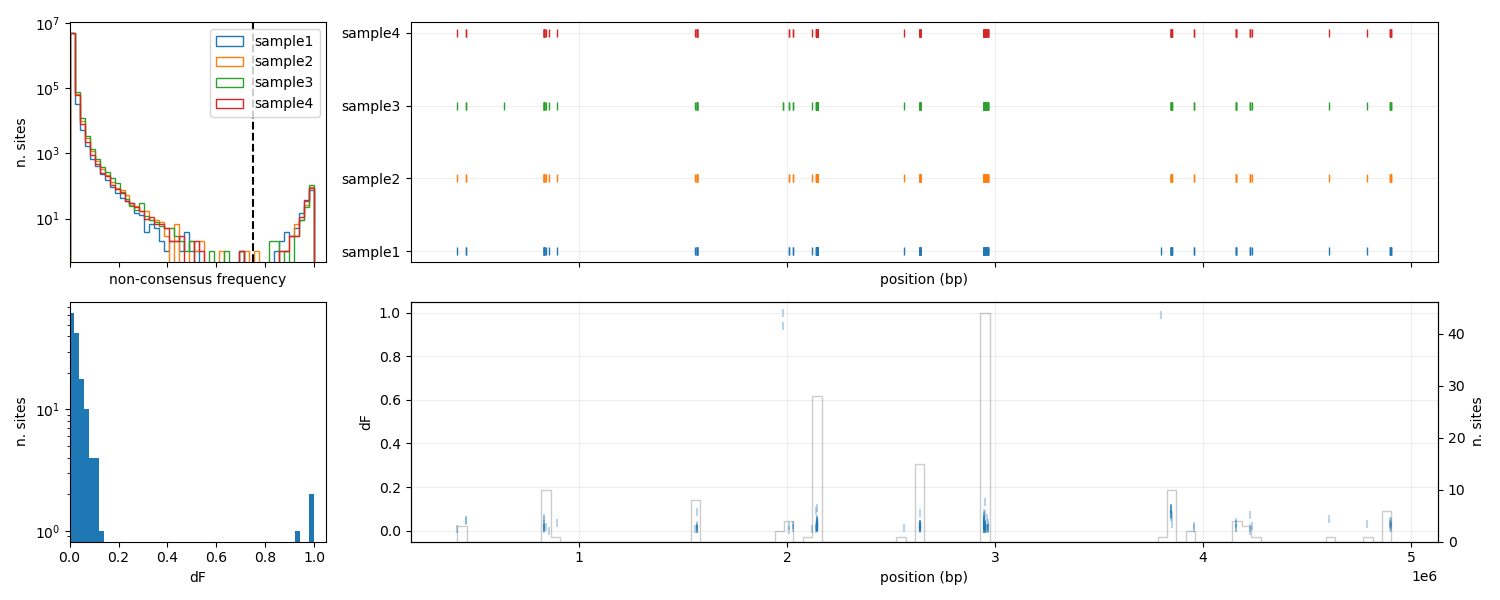 10^7
10^5
10^3
10^1
n. sites
non-consensus frequency
sample1
sample2
sample3
sample4
sample4
sample3
sample2
sample1
position (bp)
10^1
10^0
n. sites
0.0 0.2 0.4 0.6 0.8 1.0
dF
1.0
0.8
0.6
0.4
0.2
0.0
dF
40
30
20
10
0
n. sites
1 2 3 4 5
1e6
position (bp)